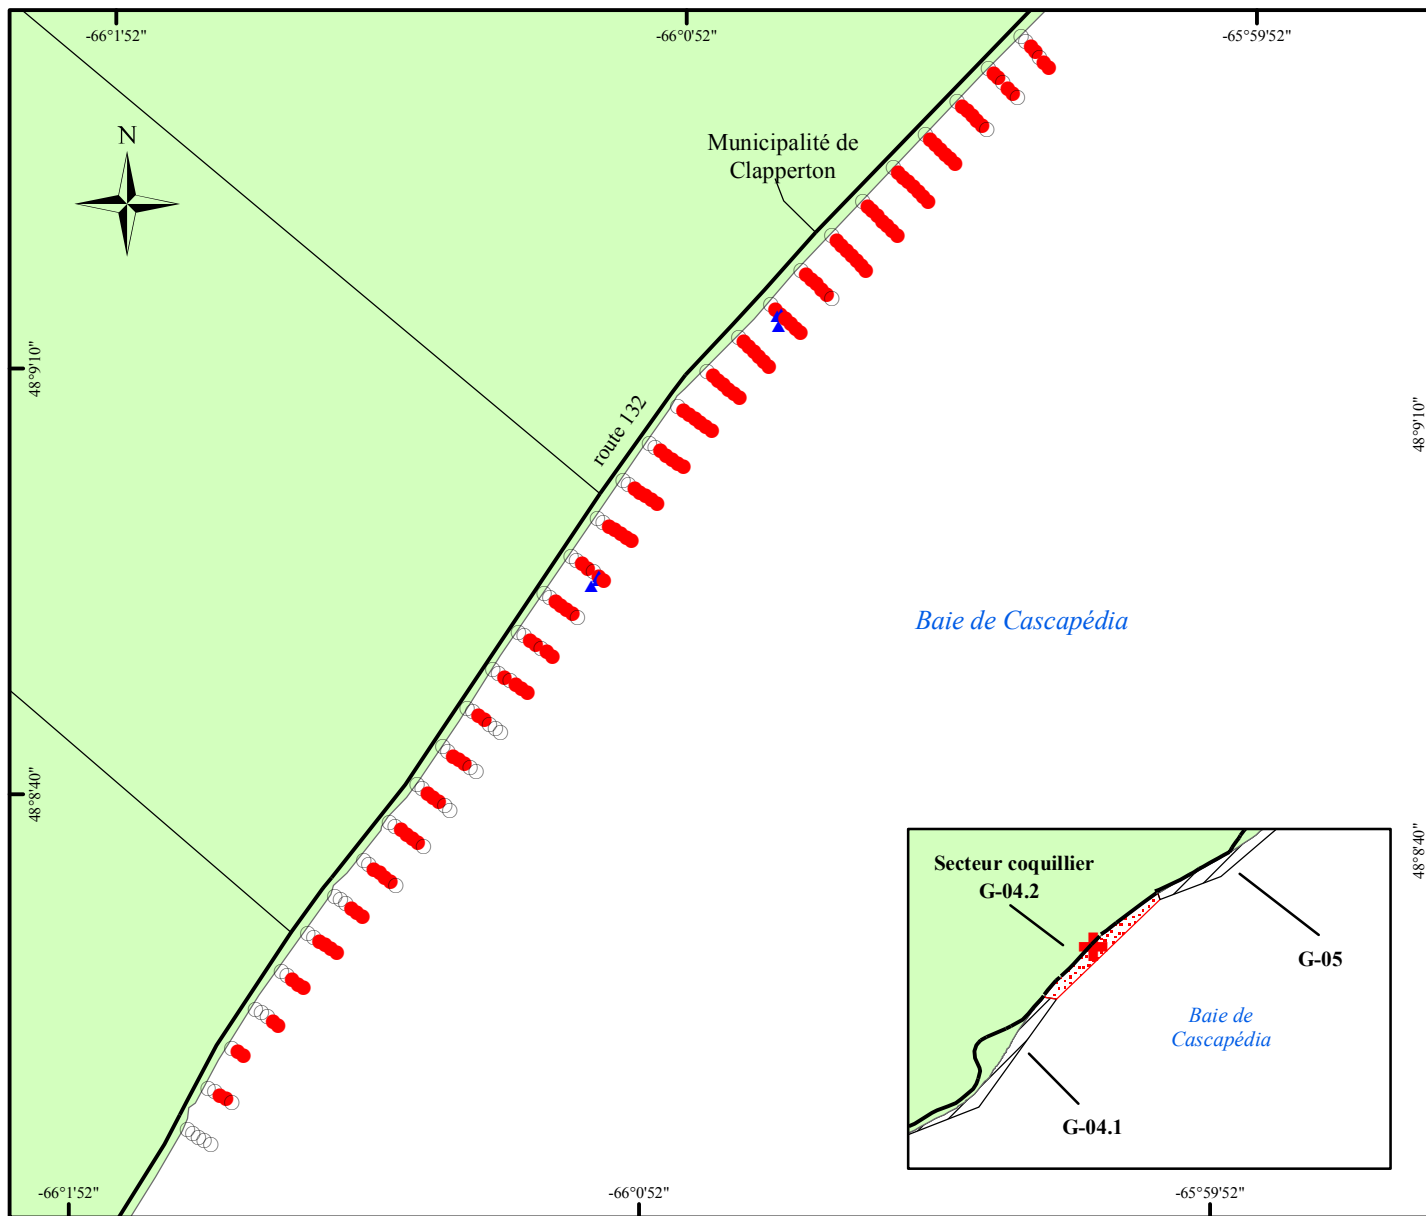 -66°1'52"
-66°0'52"
-65°59'52"
N
Municipalité de
Clapperton
48°9'10"
48°9'10"
route 132
Baie de Cascapédia
48°8'40"
48°8'40"
Secteur coquillier
G-04.2
G-05
Baie de
Cascapédia
G-04.1
-66°1'52"
-66°0'52"
-65°59'52"